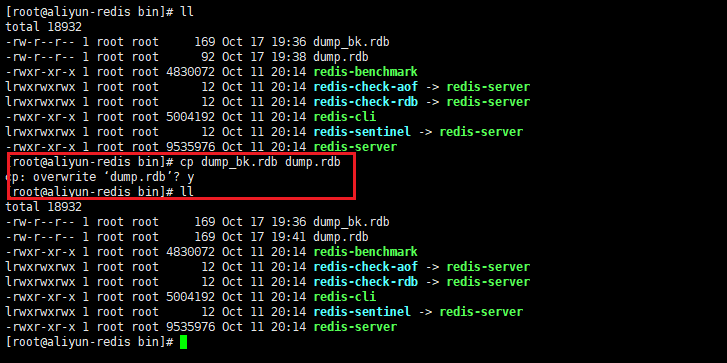 [root@aliyun-redis bin]# ll
total 18932
-rw-r--r-- 1 root root     169 Oct 17 19:36 dump_bk.rdb
-rw-r--r-- 1 root root      92 Oct 17 19:38 dump.rdb
-rwxr-xr-x 1 root root 4830072 Oct 11 20:14 redis-benchmark
lrwxrwxrwx 1 root root      12 Oct 11 20:14 redis-check-aof -> redis-server
lrwxrwxrwx 1 root root      12 Oct 11 20:14 redis-check-rdb -> redis-server
-rwxr-xr-x 1 root root 5004192 Oct 11 20:14 redis-cli
lrwxrwxrwx 1 root root      12 Oct 11 20:14 redis-sentinel -> redis-server
-rwxr-xr-x 1 root root 9535976 Oct 11 20:14 redis-server
[root@aliyun-redis bin]# cp dump_bk.rdb dump.rdb
cp: overwrite ‘dump.rdb’? y
[root@aliyun-redis bin]# ll
total 18932
-rw-r--r-- 1 root root     169 Oct 17 19:36 dump_bk.rdb
-rw-r--r-- 1 root root     169 Oct 17 19:41 dump.rdb
-rwxr-xr-x 1 root root 4830072 Oct 11 20:14 redis-benchmark
lrwxrwxrwx 1 root root      12 Oct 11 20:14 redis-check-aof -> redis-server
lrwxrwxrwx 1 root root      12 Oct 11 20:14 redis-check-rdb -> redis-server
-rwxr-xr-x 1 root root 5004192 Oct 11 20:14 redis-cli
lrwxrwxrwx 1 root root      12 Oct 11 20:14 redis-sentinel -> redis-server
-rwxr-xr-x 1 root root 9535976 Oct 11 20:14 redis-server
[root@aliyun-redis bin]#